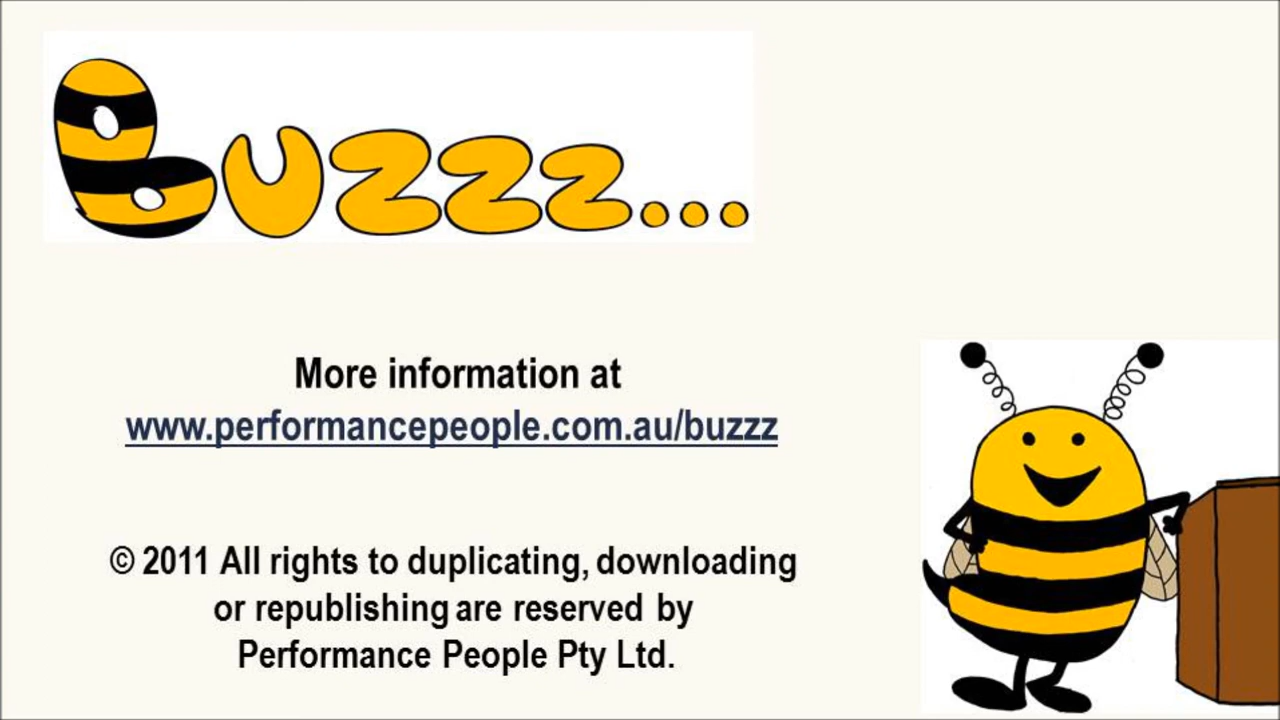 Buzzz...
More information at
www.performancepeople.com.au/buzzz
© 2011 All rights to duplicating, downloading
or republishing are reserved by
Performance People Pty Ltd.